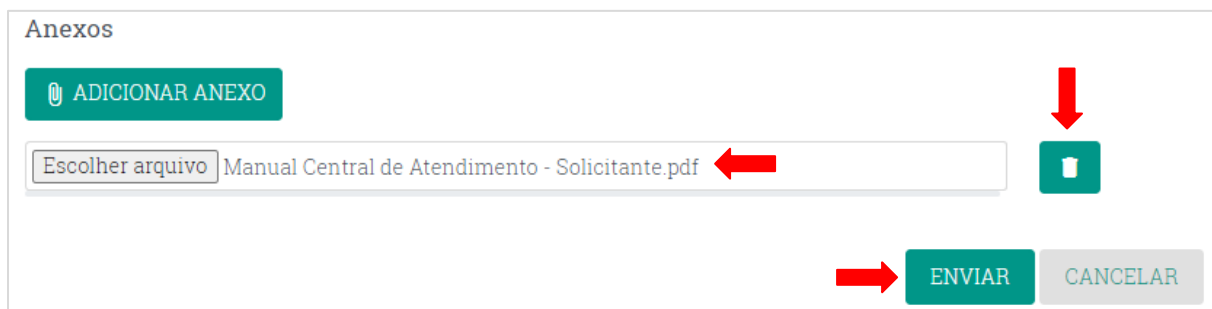 Anexos
ADICIONAR ANEXO
Escolher arquivo Manual Central de Atendimento - Solicitante.pdf
ENVIAR CANCELAR